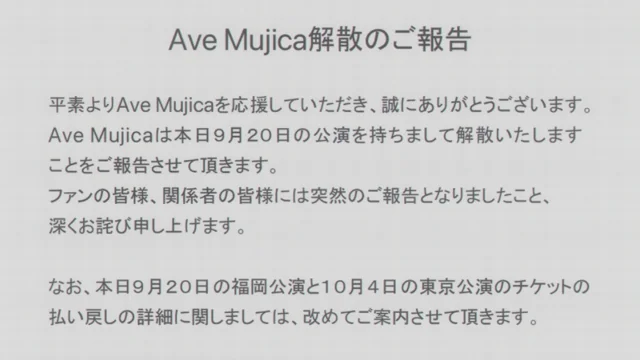 Ave Mujica解散のご報告
平素よりAve Mujicaを応援していただき、誠にありがとうございます。
Ave Mujicaは本日9月20日の公演を持ちまして解散いたします
ことをご報告させて頂きます。
ファンの皆様、関係者の皆様には突然のご報告となりましたこと、
深くお詫び申し上げます。
なお、本日9月20日の福岡公演と10月4日の東京公演のチケットの
払い戻しの詳細に関しましては、改めてご案内させて頂きます。